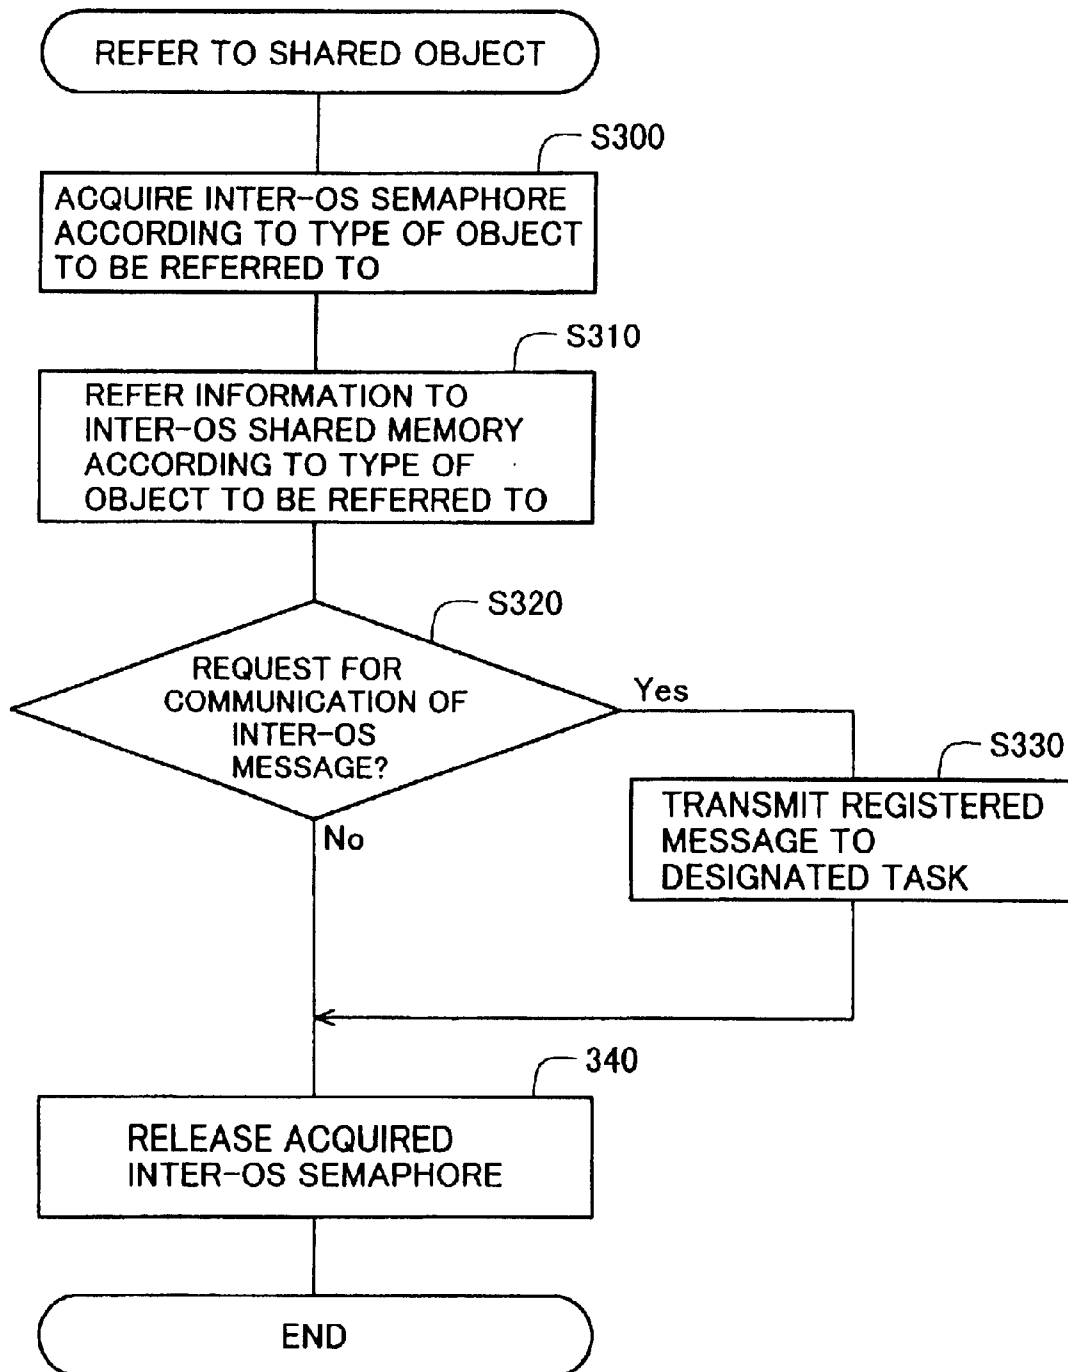 REFER TO SHARED OBJECT
S300
ACQUIRE INTER-OS SEMAPHORE
ACCORDING TO TYPE OF OBJECT
TO BE REFERRED TO
S310
REFER INFORMATION TO
INTER-OS SHARED MEMORY
ACCORDING TO TYPE OF
OBJECT TO BE REFERRED TO
S320
REQUEST FOR
COMMUNICATION OF
INTER-OS
MESSAGE?
Yes
S330
TRANSMIT REGISTERED
MESSAGE TO
DESIGNATED TASK
No
340
RELEASE ACQUIRED
INTER-OS SEMAPHORE
END